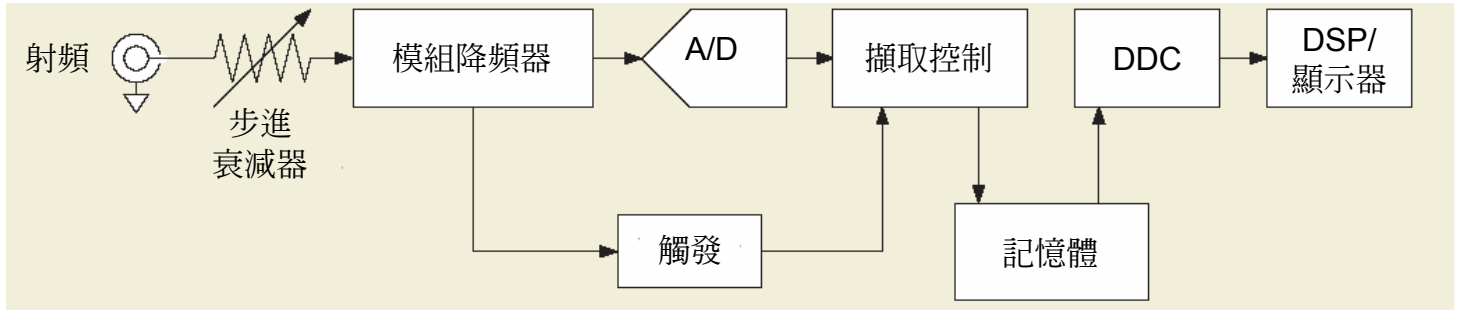 射頻
步進
衰減器
模組降頻器
A/D
擷取控制
DDC
DSP/
顯示器
觸發
記憶體